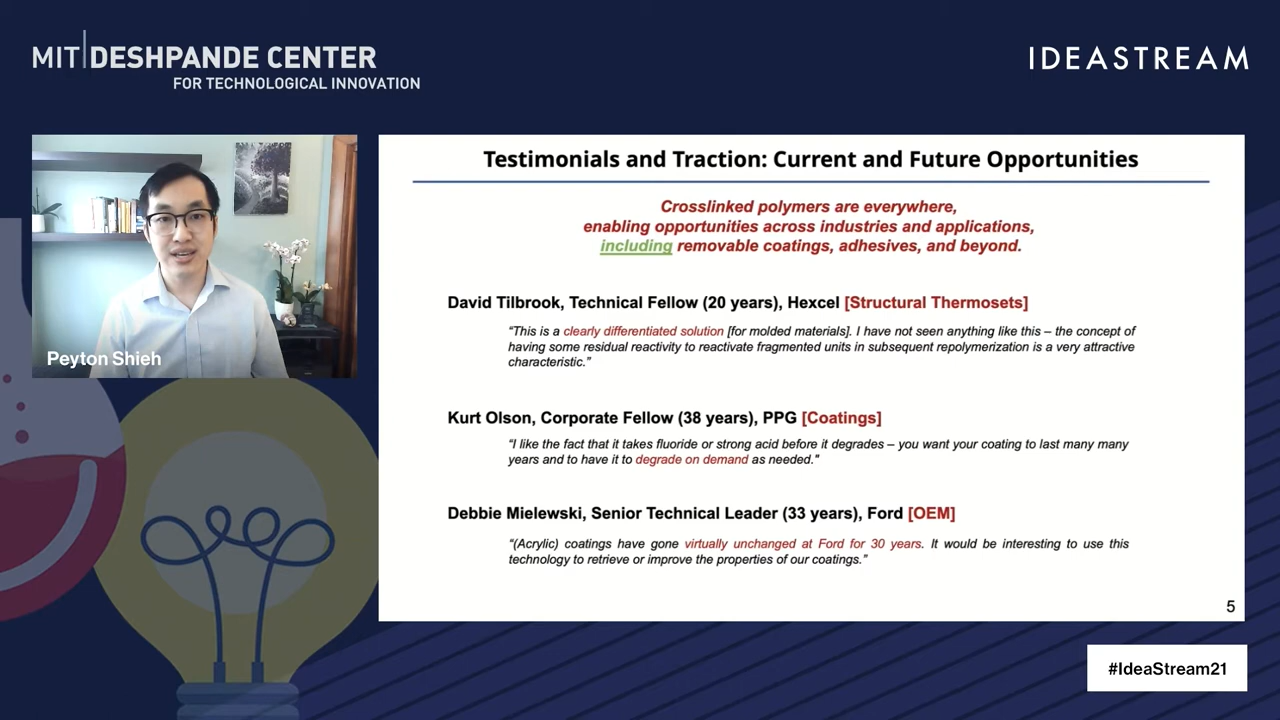 MIT DESHPANDE CENTER
FOR TECHNOLOGICAL INNOVATION
IDEASTREAM
Peyton Shieh
Testimonials and Traction: Current and Future Opportunities
Crosslinked polymers are everywhere,
enabling opportunities across industries and applications,
including removable coatings, adhesives, and beyond.
David Tilbrook, Technical Fellow (20 years), Hexcel [Structural Thermosets]
“This is a clearly differentiated solution [for molded materials]. I have not seen anything like this – the concept of
having some residual reactivity to reactivate fragmented units in subsequent repolymerization is a very attractive
characteristic.”
Kurt Olson, Corporate Fellow (38 years), PPG [Coatings]
“I like the fact that it takes fluoride or strong acid before it degrades – you want your coating to last many many
years and to have it to degrade on demand as needed."
Debbie Mielewski, Senior Technical Leader (33 years), Ford [OEM]
“(Acrylic) coatings have gone virtually unchanged at Ford for 30 years. It would be interesting to use this
technology to retrieve or improve the properties of our coatings.”
5
#IdeaStream21